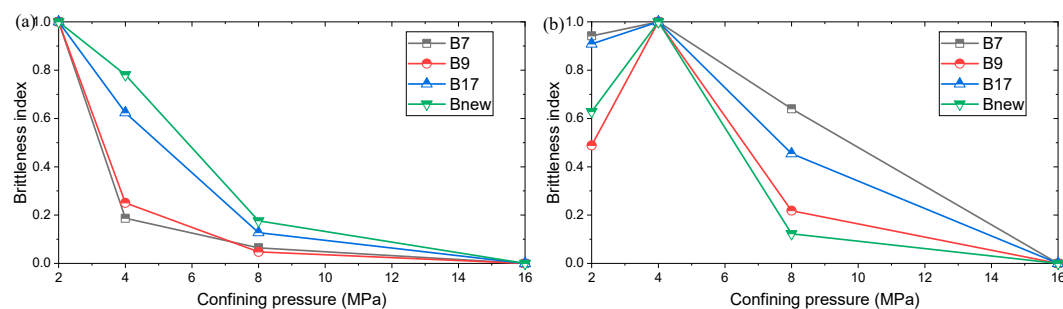 (a)
1.0
0.8
0.6
0.4
0.2
0.0
Brittleness index
2 4 6 8 10 12 14 16
Confining pressure (MPa)
B7
B9
B17
Bnew
(b)
1.0
0.8
0.6
0.4
0.2
0.0
Brittleness index
2 4 6 8 10 12 14 16
Confining pressure (MPa)
B7
B9
B17
Bnew